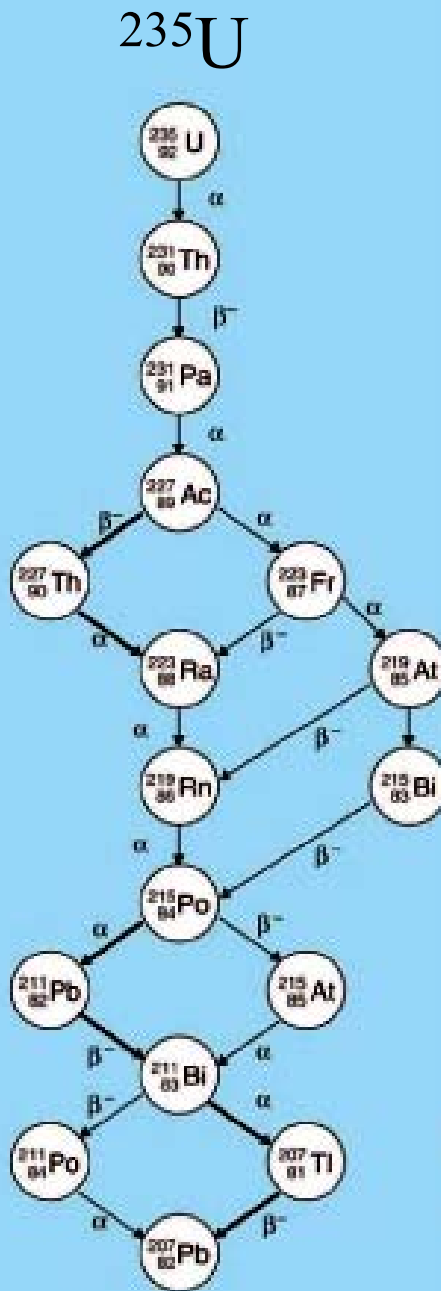 ²³⁵U
²³⁵₉₂U
α
²³¹₉₀Th
β⁻
²³¹₉₁Pa
α
²²⁷₈₉Ac
β⁻ α
²²⁷₉₀Th ²²³₈₇Fr
α β⁻ α
²²³₈₈Ra ²¹⁹₈₅At
α β⁻
²¹⁹₈₆Rn ²¹⁵₈₃Bi
α β⁻
²¹⁵₈₄Po
α β⁻
²¹¹₈₂Pb ²¹⁵₈₅At
β⁻ α
²¹¹₈₃Bi
β⁻ α
²¹¹₈₄Po ²⁰⁷₈₁Tl
α β⁻
²⁰⁷₈₂Pb